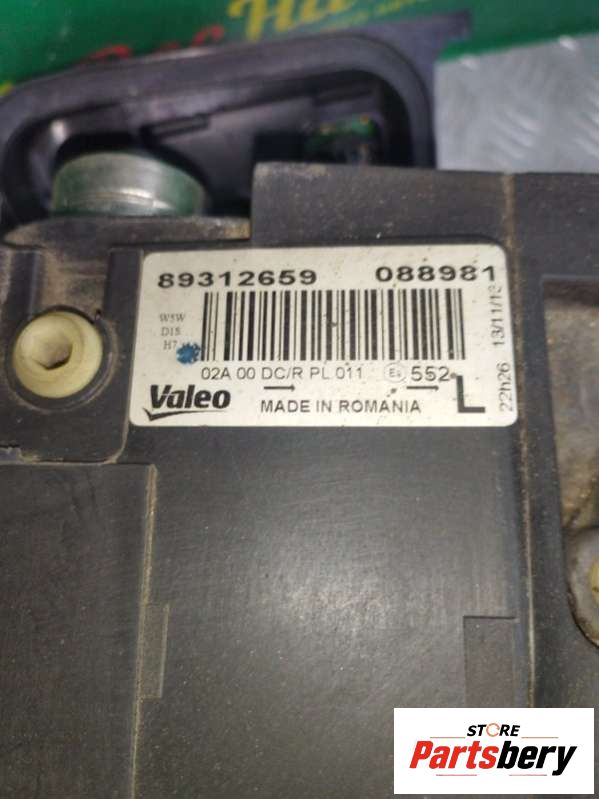 89312659 088981
W5W
D1S
H7
02A 00 DC/R PL 011 E1 552 L
Valeo MADE IN ROMANIA
22h26 13/11/13
STORE
Partsbery